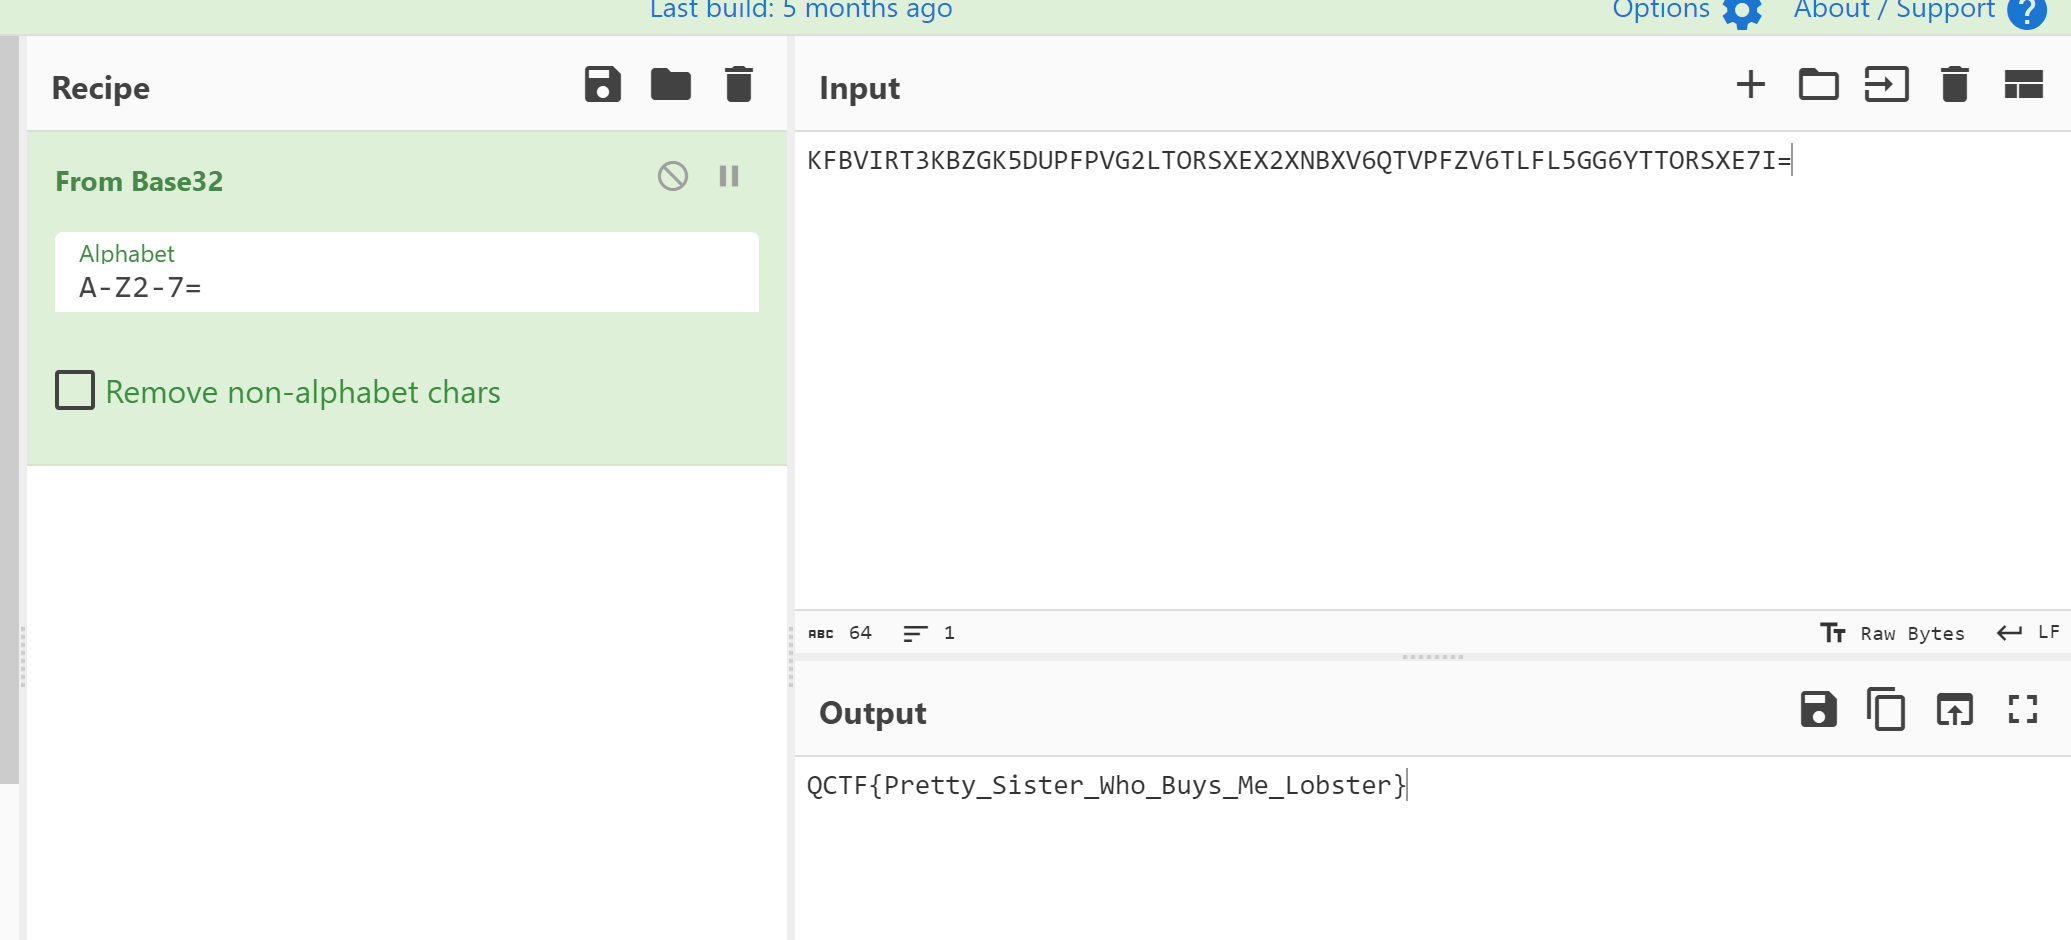 Last build: 5 months ago
Options
About / Support
?
Recipe
From Base32
Alphabet
A-Z2-7=
Remove non-alphabet chars
Input
KFBVIRT3KBZGK5DUPFPVG2LTORSXEX2XNBXV6QTVPFZV6TLFL5GG6YTTORSXE7I=
ABC 64 1
Raw Bytes LF
Output
QCTF{Pretty_Sister_Who_Buys_Me_Lobster}